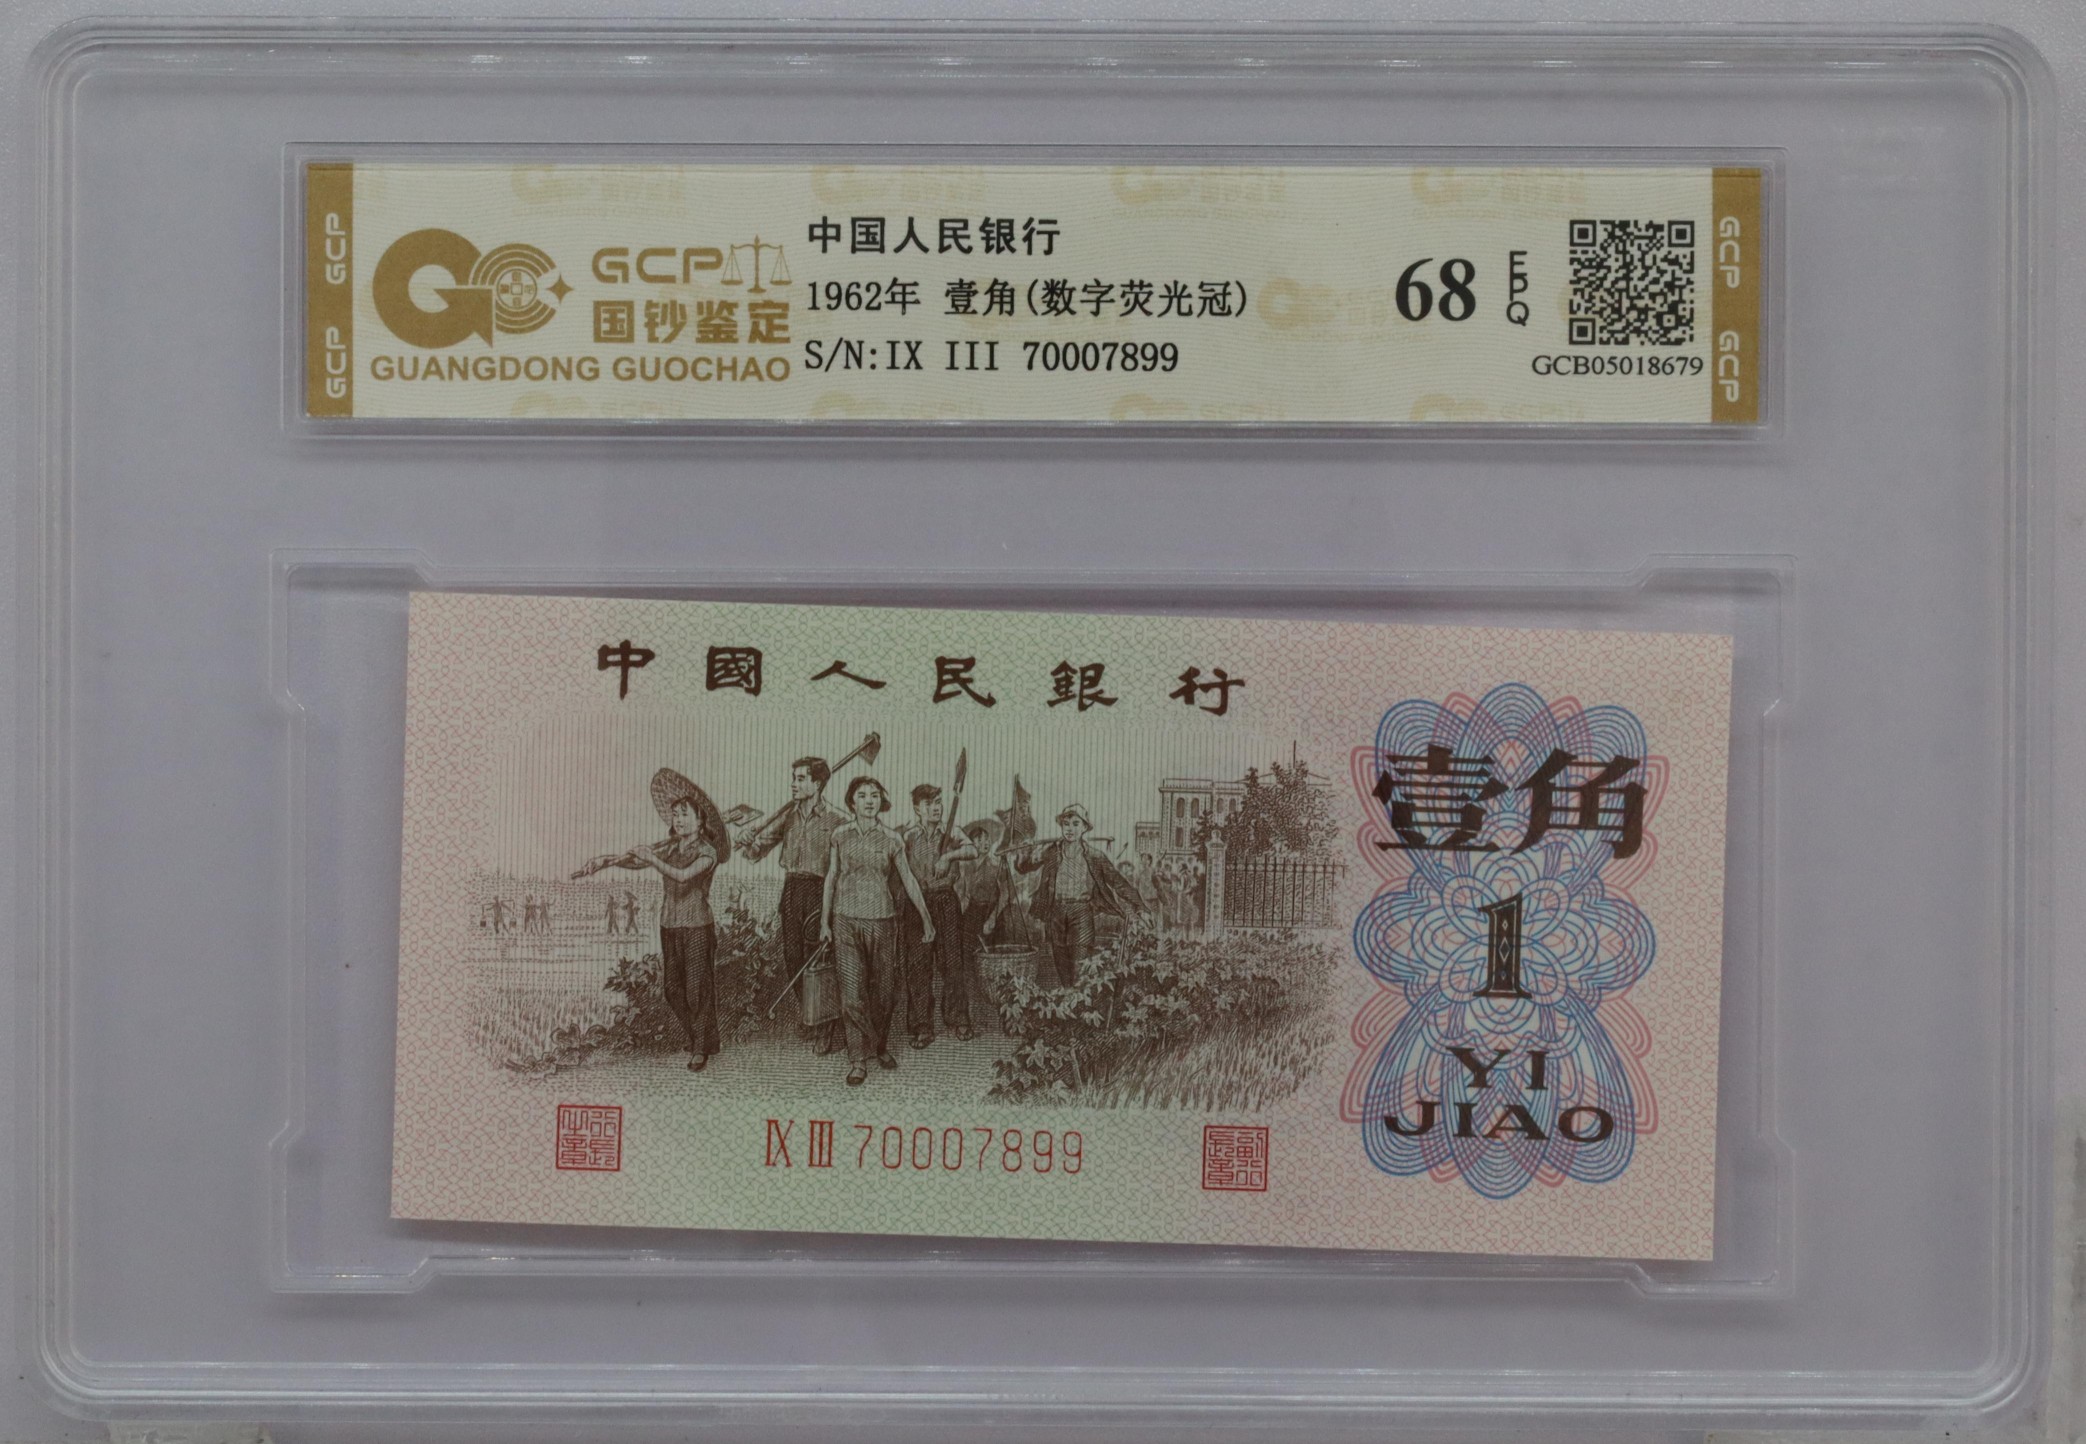 GCP
GCP
GCP
国钞鉴定
GUANGDONG GUOCHAO
中国人民银行
1962年 壹角(数字荧光冠)
S/N:IX III 70007899
68
EPQ
GCB05018679
GCP
GCP
中國人民銀行
壹角
1
YI
JIAO
IX III 70007899